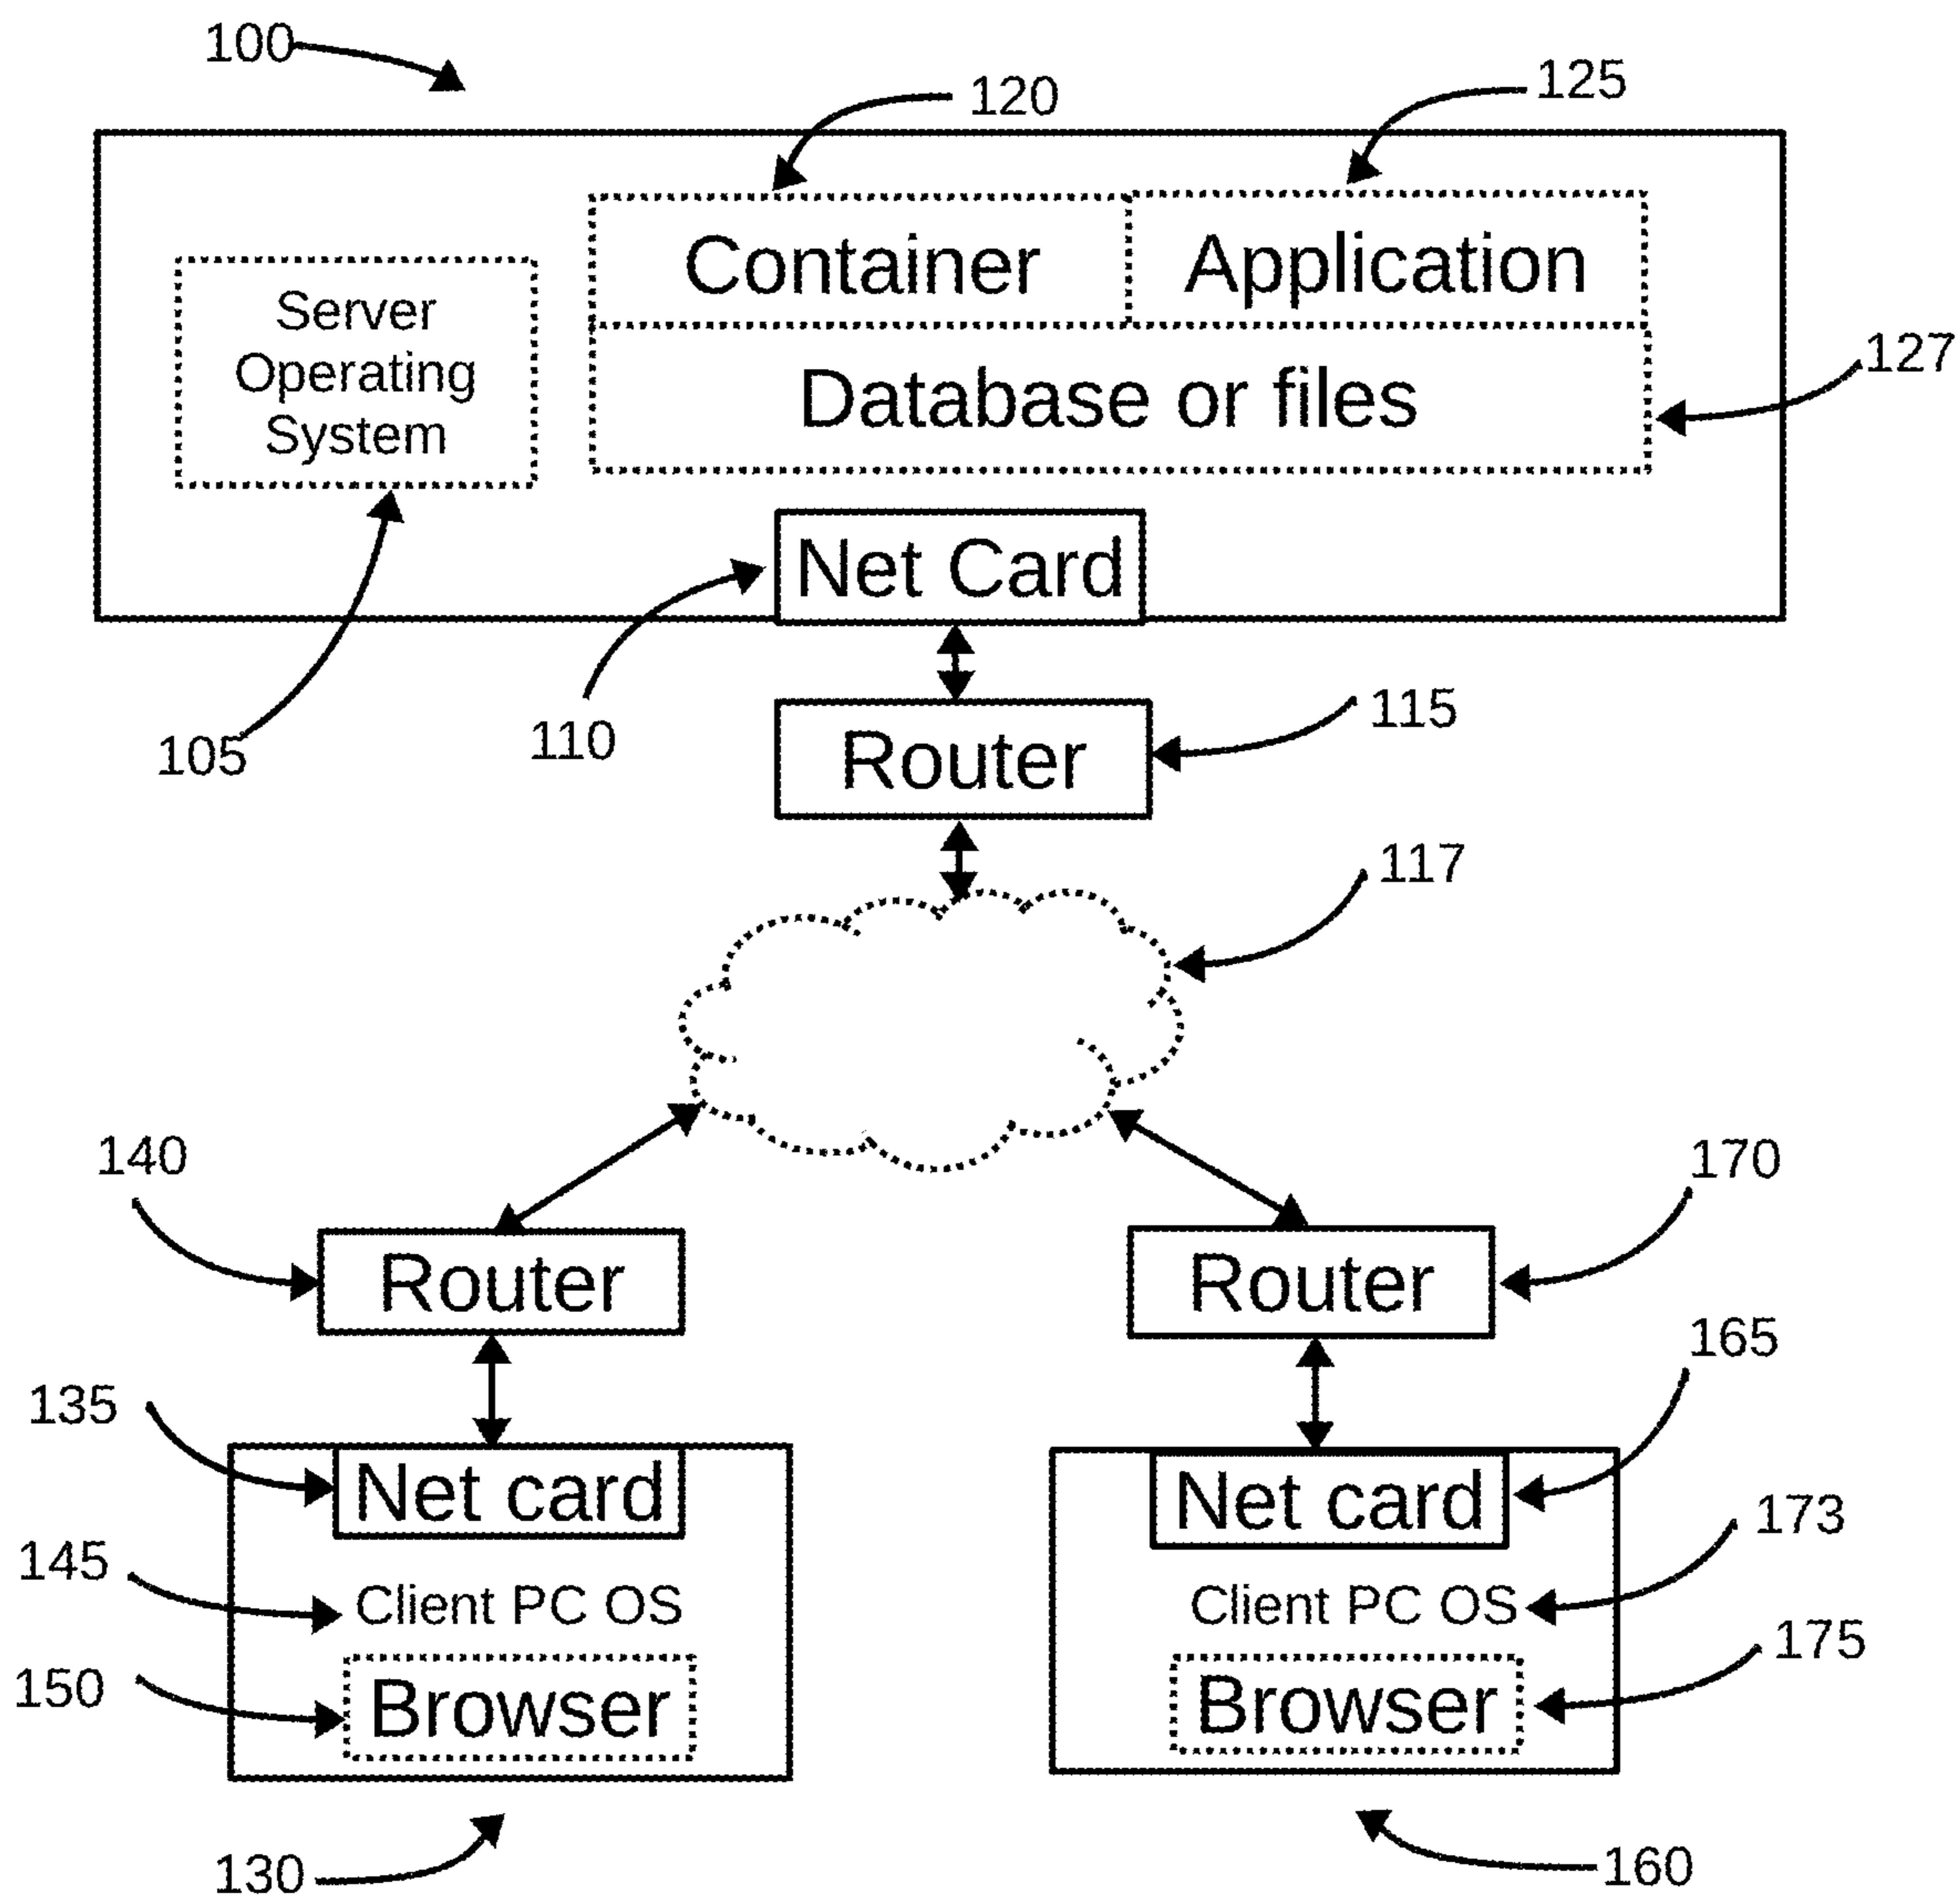 100
120
125
Container
Application
Server
Operating
System
127
Database or files
Net Card
105
110
115
Router
117
140
170
Router
Router
165
135
Net card
Net card
173
145
Client PC OS
Client PC OS
175
150
Browser
Browser
130
160